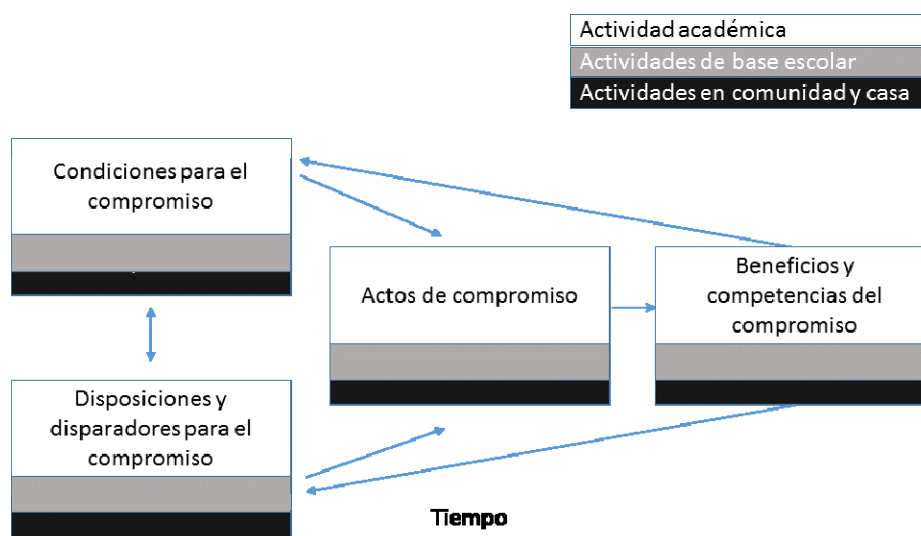 Actividad académica
Actividades de base escolar
Actividades en comunidad y casa
Condiciones para el
compromiso
Actos de compromiso
Beneficios y
competencias del
compromiso
Disposiciones y
disparadores para el
compromiso
Tiempo